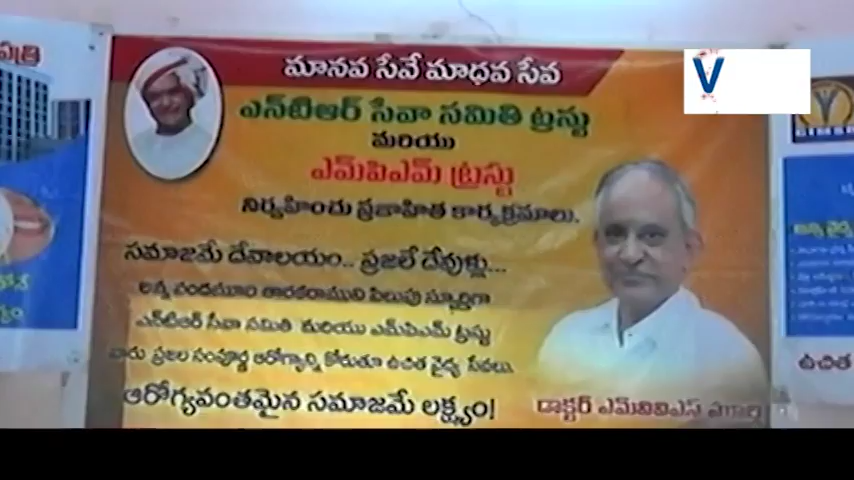 మానవ సేవే మాధవ సేవ
ఎన్‌టిఆర్ సేవా సమితి ట్రస్టు
మరియు
ఎమ్‌పిఎమ్ ట్రస్టు
నిర్వహించు ప్రజాహిత కార్యక్రమాలు.
సమాజమే దేవాలయం.. ప్రజలే దేవుళ్లు...
అన్న నందమూరి తారకరాముని పిలుపు స్ఫూర్తిగా
ఎన్‌టిఆర్ సేవా సమితి మరియు ఎమ్‌పిఎమ్ ట్రస్టు
వారు ప్రజల సంపూర్ణ ఆరోగ్యాన్ని కోరుతూ ఉచిత వైద్య సేవలు.
ఆరోగ్యవంతమైన సమాజమే లక్ష్యం!
డాక్టర్ ఎమ్‌వివిఎస్ మూర్తి
V
ఉచిత